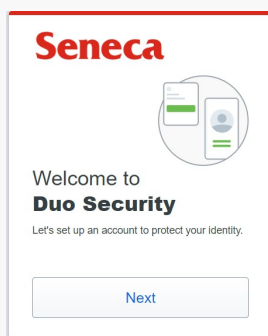 Seneca
Welcome to
Duo Security
Let's set up an account to protect your identity.
Next